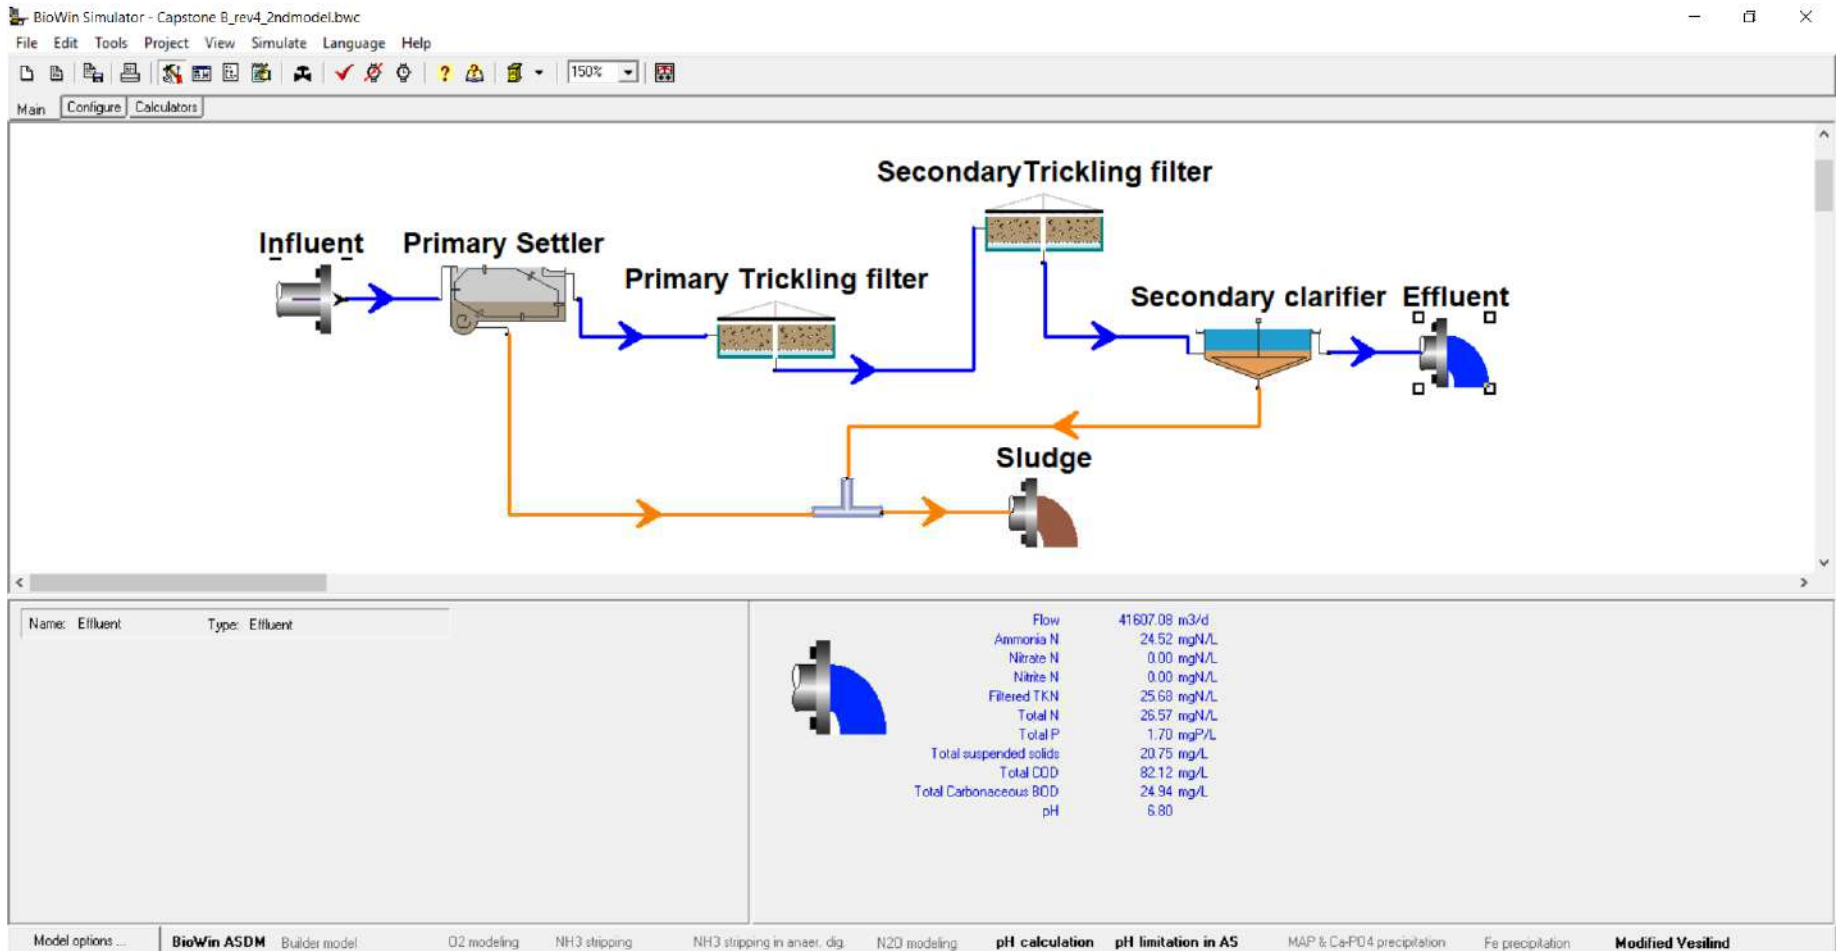 BioWin Simulator - Capstone B_rev4_2ndmodel.bwc
File Edit Tools Project View Simulate Language Help
150%
Main Configure Calculators
SecondaryTrickling filter
Influent Primary Settler
Primary Trickling filter
Secondary clarifier Effluent
Sludge
Name: Effluent Type: Effluent
Flow 41607.08 m3/d
Ammonia N 24.52 mgN/L
Nitrate N 0.00 mgN/L
Nitrite N 0.00 mgN/L
Filtered TKN 25.68 mgN/L
Total N 26.57 mgN/L
Total P 1.70 mgP/L
Total suspended solids 20.75 mg/L
Total COD 82.12 mg/L
Total Carbonaceous BOD 24.94 mg/L
pH 6.80
Model options ... BioWin ASDM Builder model O2 modeling NH3 stripping NH3 stripping in anaer. dig. N2O modeling pH calculation pH limitation in AS MAP & Ca-PO4 precipitation Fe precipitation Modified Vesilind